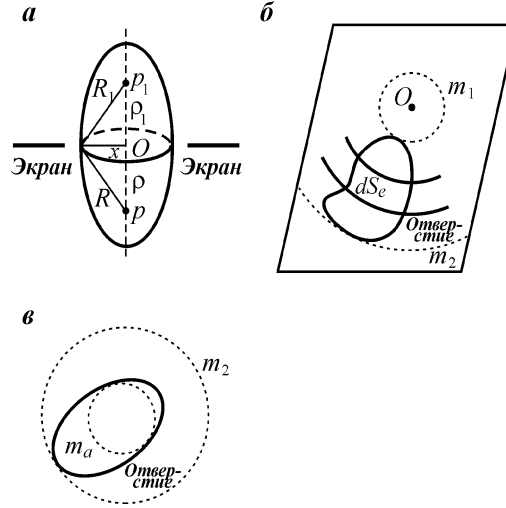 а
б
R₁
p₁
ρ₁
x
O
Экран
Экран
R
ρ
p
O
m₁
dSₑ
Отвер-
стие
m₂
в
m₂
mₐ
Отвер-
стие